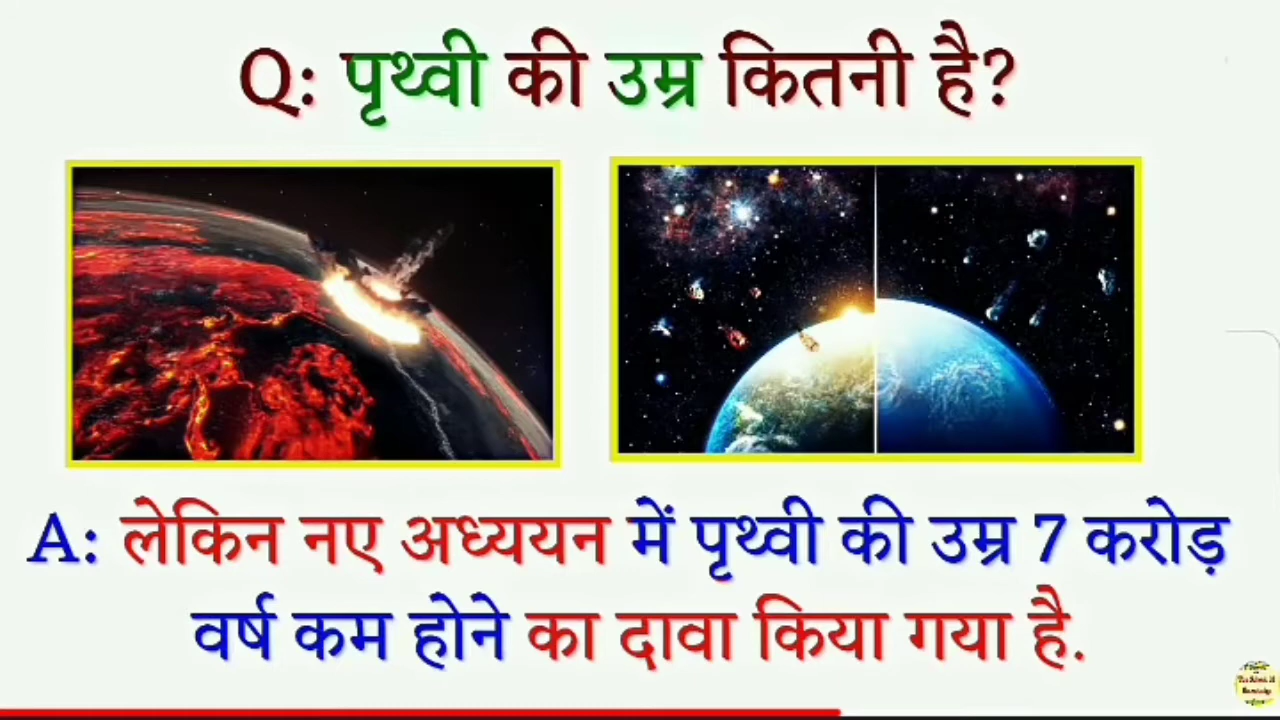 Q: पृथ्वी की उम्र कितनी है?
A: लेकिन नए अध्ययन में पृथ्वी की उम्र 7 करोड़
वर्ष कम होने का दावा किया गया है.